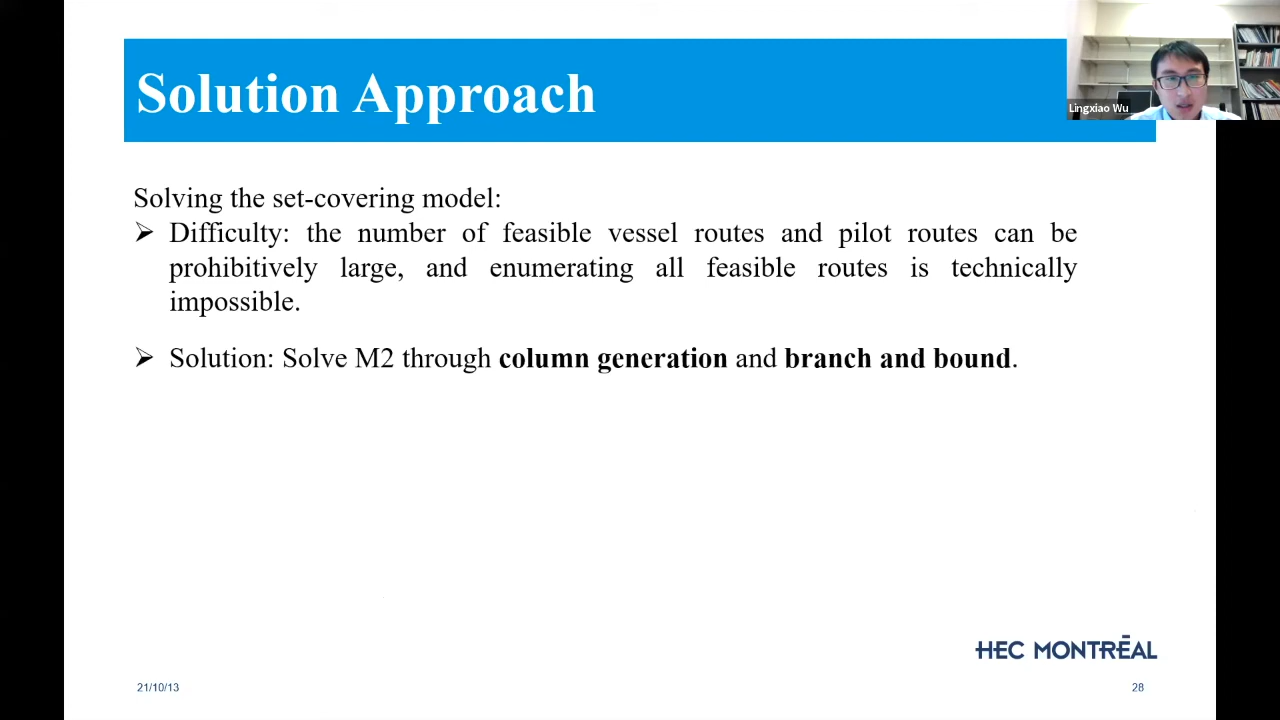 Solution Approach
Lingxiao Wu
Solving the set-covering model:
➢ Difficulty: the number of feasible vessel routes and pilot routes can be
prohibitively large, and enumerating all feasible routes is technically
impossible.
➢ Solution: Solve M2 through column generation and branch and bound.
HEC MONTRĒAL
21/10/13
28